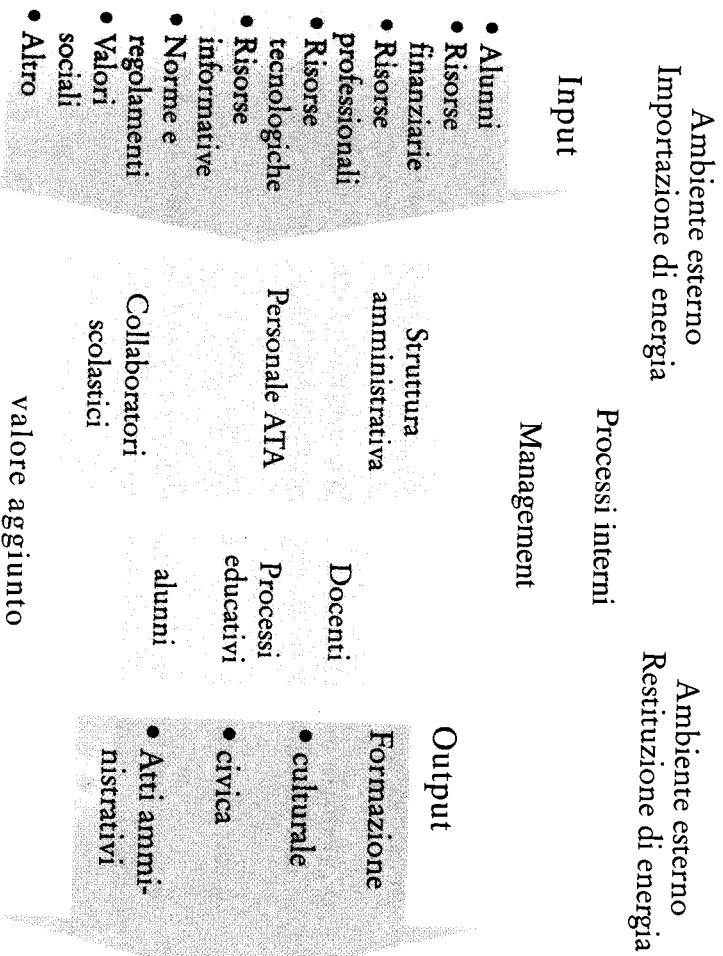 Ambiente esterno
Importazione di energia
Input
• Alunni
• Risorse
finanziarie
• Risorse
professionali
• Risorse
tecnologiche
• Risorse
informative
• Norme e
regolamenti
• Valori
sociali
• Altro
Processi interni
Management
Struttura
amministrativa
Personale ATA
Collaboratori
scolastici
Docenti
Processi
educativi
alunni
valore aggiunto
Ambiente esterno
Restituzione di energia
Output
Formazione
• culturale
• civica
• Atti ammi-
nistrativi